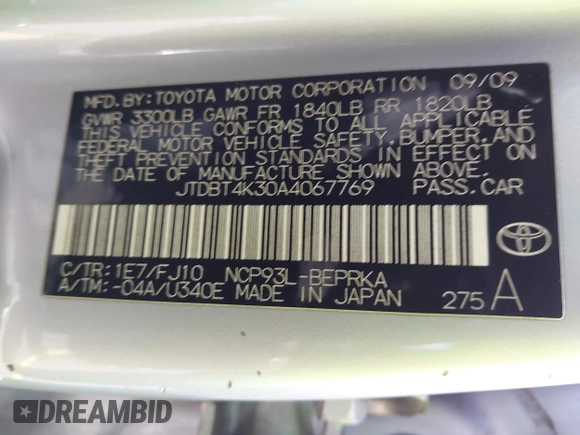 MFD. BY: TOYOTA MOTOR CORPORATION 09/09
GVWR 3300LB GAWR FR 1840LB RR 1820LB
THIS VEHICLE CONFORMS TO ALL APPLICABLE
FEDERAL MOTOR VEHICLE SAFETY, BUMPER, AND
THEFT PREVENTION STANDARDS IN EFFECT ON
THE DATE OF MANUFACTURE SHOWN ABOVE.
JTDBT4K30A4067769 PASS.CAR
C/TR: 1E7/FJ10 NCP93L-BEPRKA
A/TM: -04A/U340E MADE IN JAPAN 275 A
DREAMBID